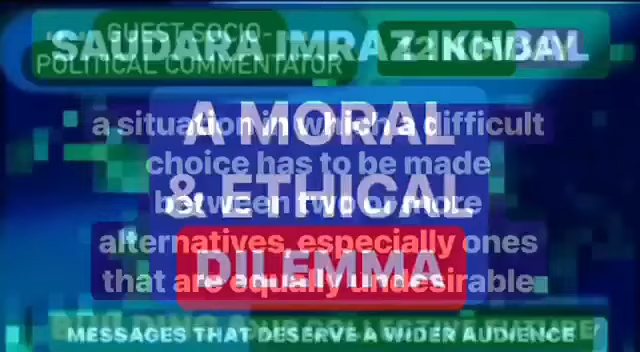 SAUDARA IMRAZ IKHBAL
GUEST SOCIO-
POLITICAL COMMENTATOR
A MORAL
& ETHICAL
DILEMMA
a situation in which a difficult
choice has to be made
between two or more
alternatives, especially ones
that are equally undesirable
MESSAGES THAT DESERVE A WIDER AUDIENCE